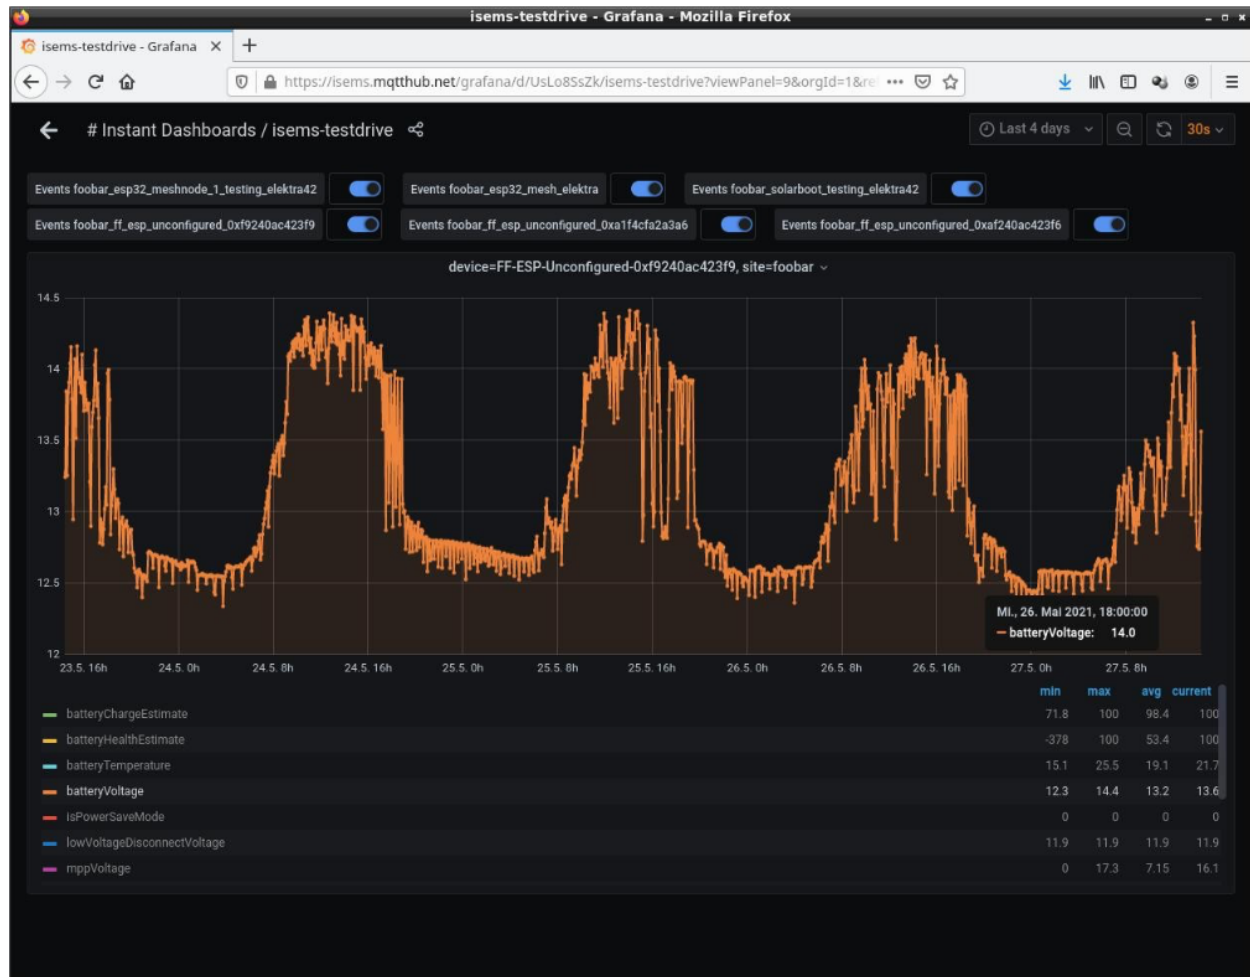 isems-testdrive - Grafana - Mozilla Firefox
isems-testdrive - Grafana
https://isems.mqtthub.net/grafana/d/UsLo8SsZk/isems-testdrive?viewPanel=9&orgId=1&re
# Instant Dashboards / isems-testdrive
Last 4 days
30s
Events foobar_esp32_meshnode_1_testing_elektra42
Events foobar_esp32_mesh_elektra
Events foobar_solarboot_testing_elektra42
Events foobar_ff_esp_unconfigured_0xf9240ac423f9
Events foobar_ff_esp_unconfigured_0xa1f4cfa2a3a6
Events foobar_ff_esp_unconfigured_0xaf240ac423f6
device=FF-ESP-Unconfigured-0xf9240ac423f9, site=foobar
14.5
14
13.5
13
12.5
12
MI., 26. Mai 2021, 18:00:00
batteryVoltage: 14.0
23.5. 16h 24.5. 0h 24.5. 8h 24.5. 16h 25.5. 0h 25.5. 8h 25.5. 16h 26.5. 0h 26.5. 8h 26.5. 16h 27.5. 0h 27.5. 8h
min max avg current
batteryChargeEstimate 71.8 100 98.4 100
batteryHealthEstimate -378 100 53.4 100
batteryTemperature 15.1 25.5 19.1 21.7
batteryVoltage 12.3 14.4 13.2 13.6
isPowerSaveMode 0 0 0 0
lowVoltageDisconnectVoltage 11.9 11.9 11.9 11.9
mppVoltage 0 17.3 7.15 16.1